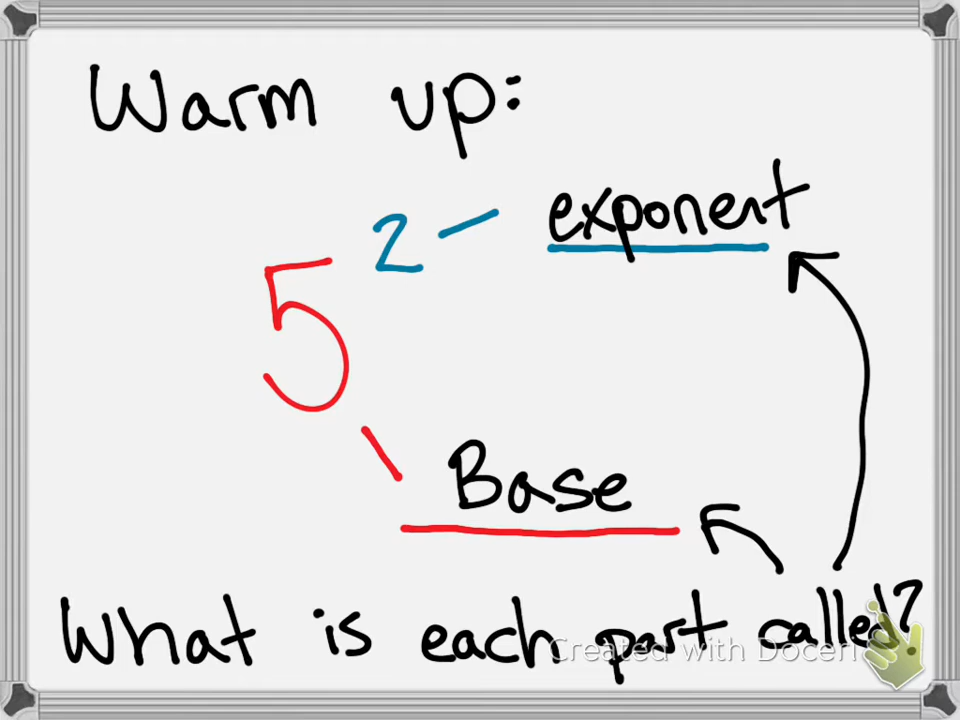 Warm up:
2 – exponent
5
Base
What is each part called?
Created with Doceri